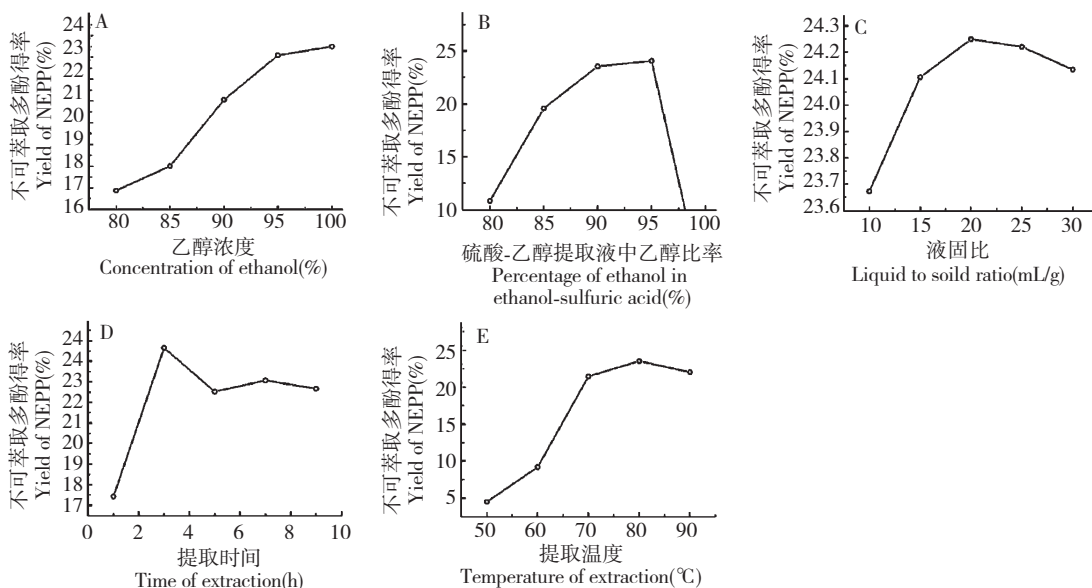 A
不可萃取多酚得率
Yield of NEPP(%)
24
23
22
21
20
19
18
17
16
80 85 90 95 100
乙醇浓度
Concentration of ethanol(%)
B
不可萃取多酚得率
Yield of NEPP(%)
25
20
15
10
80 85 90 95 100
硫酸-乙醇提取液中乙醇比率
Percentage of ethanol in
ethanol-sulfuric acid(%)
C
不可萃取多酚得率
Yield of NEPP(%)
24.3
24.2
24.1
24.0
23.9
23.8
23.7
23.6
10 15 20 25 30
液固比
Liquid to soild ratio(mL/g)
D
不可萃取多酚得率
Yield of NEPP(%)
24
23
22
21
20
19
18
17
0 2 4 6 8 10
提取时间
Time of extraction(h)
E
不可萃取多酚得率
Yield of NEPP(%)
25
20
15
10
5
50 60 70 80 90
提取温度
Temperature of extraction(℃)